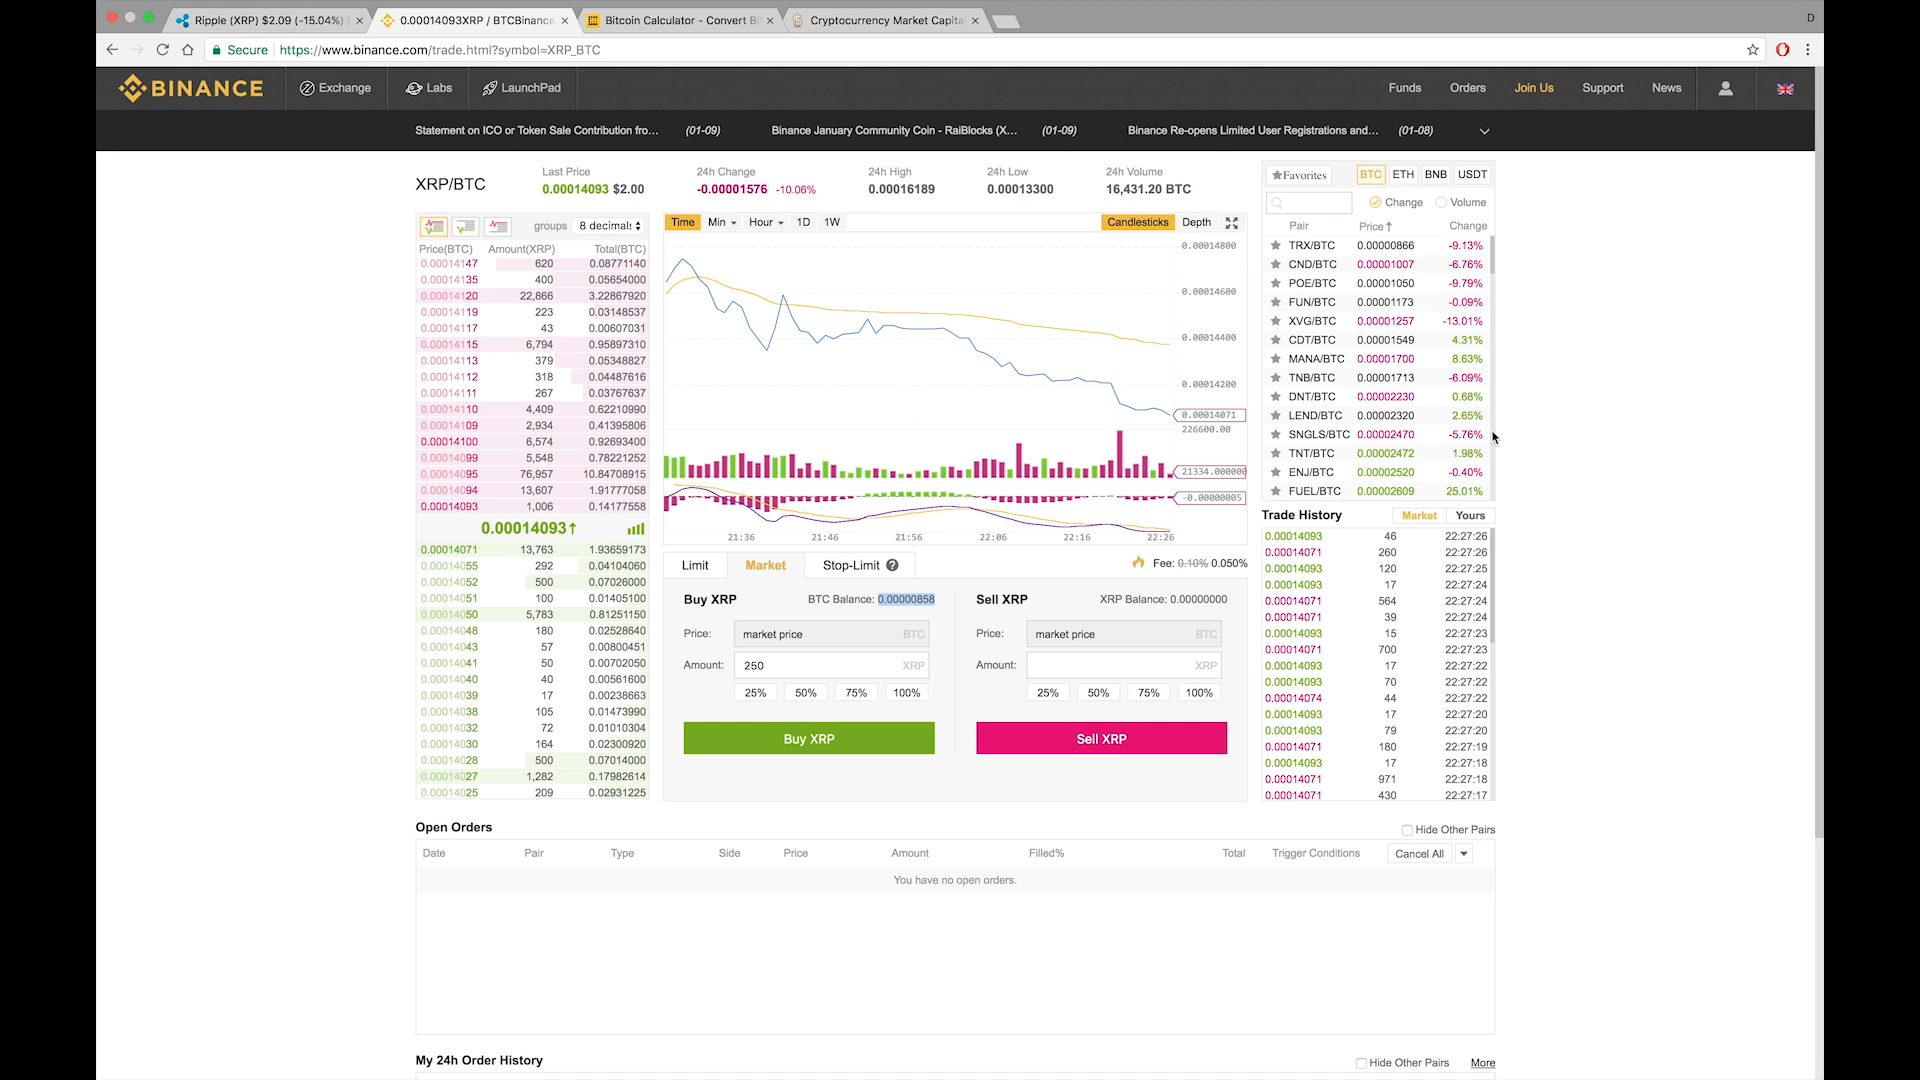 Ripple (XRP) $2.09 (-15.04%)
0.00014093XRP / BTCBinance
Bitcoin Calculator - Convert Bi
Cryptocurrency Market Capita
D
Secure https://www.binance.com/trade.html?symbol=XRP_BTC
BINANCE Exchange Labs LaunchPad Funds Orders Join Us Support News
Statement on ICO or Token Sale Contribution fro... (01-09) Binance January Community Coin - RaiBlocks (X... (01-09) Binance Re-opens Limited User Registrations and... (01-08)
XRP/BTC
Last Price 24h Change 24h High 24h Low 24h Volume
0.00014093 $2.00 -0.00001576 -10.06% 0.00016189 0.00013300 16,431.20 BTC
groups 8 decimals
Price(BTC) Amount(XRP) Total(BTC)
0.00014147 620 0.08771140
0.00014135 400 0.05654000
0.00014120 22,866 3.22867920
0.00014119 223 0.03148537
0.00014117 43 0.00607031
0.00014115 6,794 0.95897310
0.00014113 379 0.05348827
0.00014112 318 0.04487616
0.00014111 267 0.03767637
0.00014110 4,409 0.62210990
0.00014109 2,934 0.41395806
0.00014100 6,574 0.92693400
0.00014099 5,548 0.78221252
0.00014095 76,957 10.84708915
0.00014094 13,607 1.91777058
0.00014093 1,006 0.14177558
0.00014093↑
0.00014071 13,763 1.93659173
0.00014055 292 0.04104060
0.00014052 500 0.07026000
0.00014051 100 0.01405100
0.00014050 5,783 0.81251150
0.00014048 180 0.02528640
0.00014043 57 0.00800451
0.00014041 50 0.00702050
0.00014040 40 0.00561600
0.00014039 17 0.00238663
0.00014038 105 0.01473990
0.00014032 72 0.01010304
0.00014030 164 0.02300920
0.00014028 500 0.07014000
0.00014027 1,282 0.17982614
0.00014025 209 0.02931225
Time Min Hour 1D 1W Candlesticks Depth
0.00014800
0.00014600
0.00014400
0.00014200
0.00014071
226600.00
21334.000000
-0.00000005
21:36 21:46 21:56 22:06 22:16 22:26
Limit Market Stop-Limit ? Fee: 0.10% 0.050%
Buy XRP BTC Balance: 0.00000858
Price: market price BTC
Amount: 250 XRP
25% 50% 75% 100%
Buy XRP
Sell XRP XRP Balance: 0.00000000
Price: market price BTC
Amount: XRP
25% 50% 75% 100%
Sell XRP
Favorites BTC ETH BNB USDT
Change Volume
Pair Price↑ Change
TRX/BTC 0.00000866 -9.13%
CND/BTC 0.00001007 -6.76%
POE/BTC 0.00001050 -9.79%
FUN/BTC 0.00001173 -0.09%
XVG/BTC 0.00001257 -13.01%
CDT/BTC 0.00001549 4.31%
MANA/BTC 0.00001700 8.63%
TNB/BTC 0.00001713 -6.09%
DNT/BTC 0.00002230 0.68%
LEND/BTC 0.00002320 2.65%
SNGLS/BTC 0.00002470 -5.76%
TNT/BTC 0.00002472 1.98%
ENJ/BTC 0.00002520 -0.40%
FUEL/BTC 0.00002609 25.01%
Trade History Market Yours
0.00014093 46 22:27:26
0.00014071 260 22:27:26
0.00014093 120 22:27:25
0.00014093 17 22:27:24
0.00014071 564 22:27:24
0.00014071 39 22:27:24
0.00014093 15 22:27:23
0.00014071 700 22:27:23
0.00014093 17 22:27:22
0.00014093 70 22:27:22
0.00014074 44 22:27:22
0.00014093 17 22:27:20
0.00014093 79 22:27:20
0.00014071 180 22:27:19
0.00014093 17 22:27:18
0.00014071 971 22:27:18
0.00014071 430 22:27:17
Open Orders Hide Other Pairs
Date Pair Type Side Price Amount Filled% Total Trigger Conditions Cancel All
You have no open orders.
My 24h Order History Hide Other Pairs More